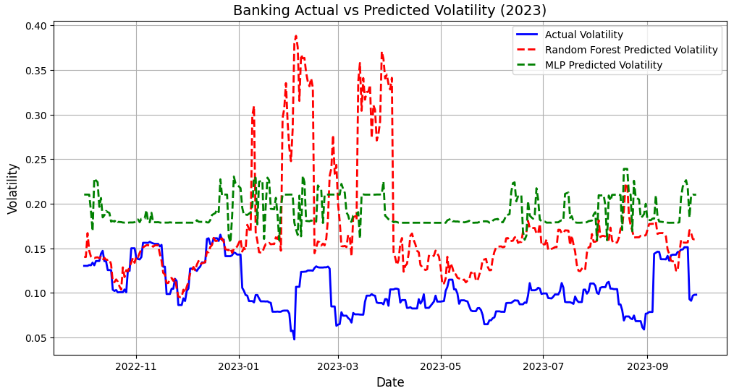 Banking Actual vs Predicted Volatility (2023)
Actual Volatility
Random Forest Predicted Volatility
MLP Predicted Volatility
Volatility
0.40
0.35
0.30
0.25
0.20
0.15
0.10
0.05
2022-11 2023-01 2023-03 2023-05 2023-07 2023-09
Date